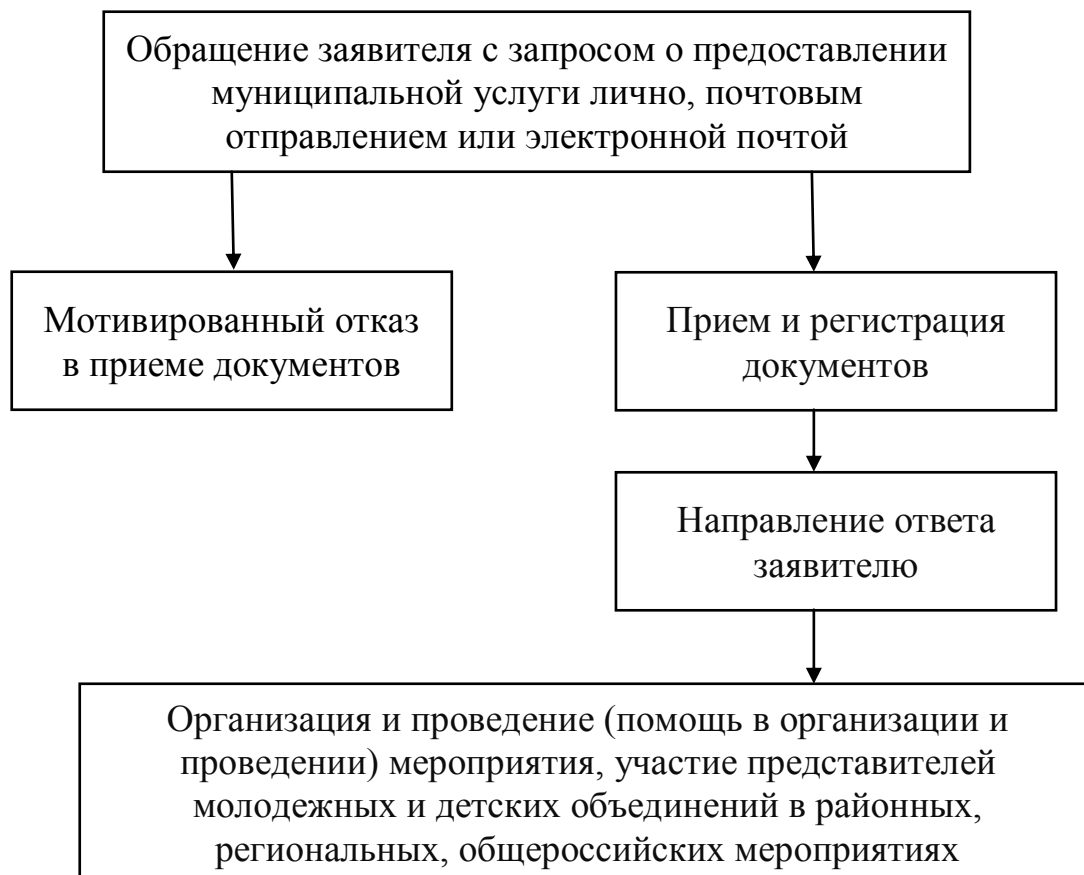 Обращение заявителя с запросом о предоставлении
муниципальной услуги лично, почтовым
отправлением или электронной почтой
Мотивированный отказ
в приеме документов
Прием и регистрация
документов
Направление ответа
заявителю
Организация и проведение (помощь в организации и
проведении) мероприятия, участие представителей
молодежных и детских объединений в районных,
региональных, общероссийских мероприятиях